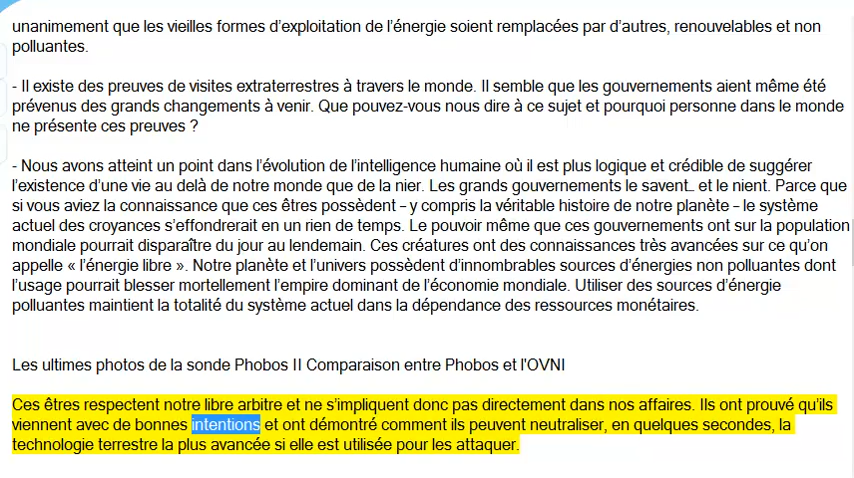 unanimement que les vieilles formes d’exploitation de l’énergie soient remplacées par d’autres, renouvelables et non
polluantes.
- Il existe des preuves de visites extraterrestres à travers le monde. Il semble que les gouvernements aient même été
prévenus des grands changements à venir. Que pouvez-vous nous dire à ce sujet et pourquoi personne dans le monde
ne présente ces preuves ?
- Nous avons atteint un point dans l’évolution de l’intelligence humaine où il est plus logique et crédible de suggérer
l’existence d’une vie au delà de notre monde que de la nier. Les grands gouvernements le savent… et le nient. Parce que
si vous aviez la connaissance que ces êtres possèdent – y compris la véritable histoire de notre planète – le système
actuel des croyances s’effondrerait en un rien de temps. Le pouvoir même que ces gouvernements ont sur la population
mondiale pourrait disparaître du jour au lendemain. Ces créatures ont des connaissances très avancées sur ce qu’on
appelle « l’énergie libre ». Notre planète et l’univers possèdent d’innombrables sources d’énergies non polluantes dont
l’usage pourrait blesser mortellement l’empire dominant de l’économie mondiale. Utiliser des sources d’énergie
polluantes maintient la totalité du système actuel dans la dépendance des ressources monétaires.
Les ultimes photos de la sonde Phobos II Comparaison entre Phobos et l'OVNI
Ces êtres respectent notre libre arbitre et ne s’impliquent donc pas directement dans nos affaires. Ils ont prouvé qu’ils
viennent avec de bonnes intentions et ont démontré comment ils peuvent neutraliser, en quelques secondes, la
technologie terrestre la plus avancée si elle est utilisée pour les attaquer.